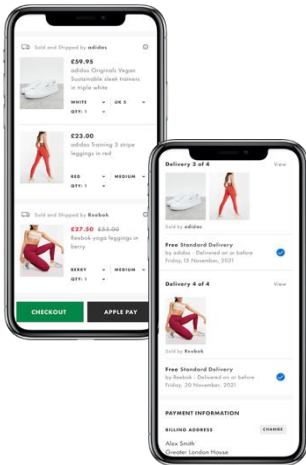 Sold and Shipped by adidas
£59.95
adidas Originals Vegan
Sustainable sleek trainers
in triple white
WHITE UK 5
QTY: 1
£23.00
adidas Training 3 stripe
leggings in red
RED MEDIUM
QTY: 1
Sold and Shipped by Reebok
£27.50 £55.00
Reebok yoga leggings in
berry
BERRY MEDIUM
QTY: 1
CHECKOUT APPLE PAY
Delivery 3 of 4 View
Sold by adidas
Free Standard Delivery
by adidas - Delivered on or before
Friday, 13 November, 2021
Delivery 4 of 4 View
Sold by Reebok
Free Standard Delivery
by Reebok - Delivered on or before
Friday, 20 November, 2021
PAYMENT INFORMATION
BILLING ADDRESS CHANGE
Alex Smith
Greater London House